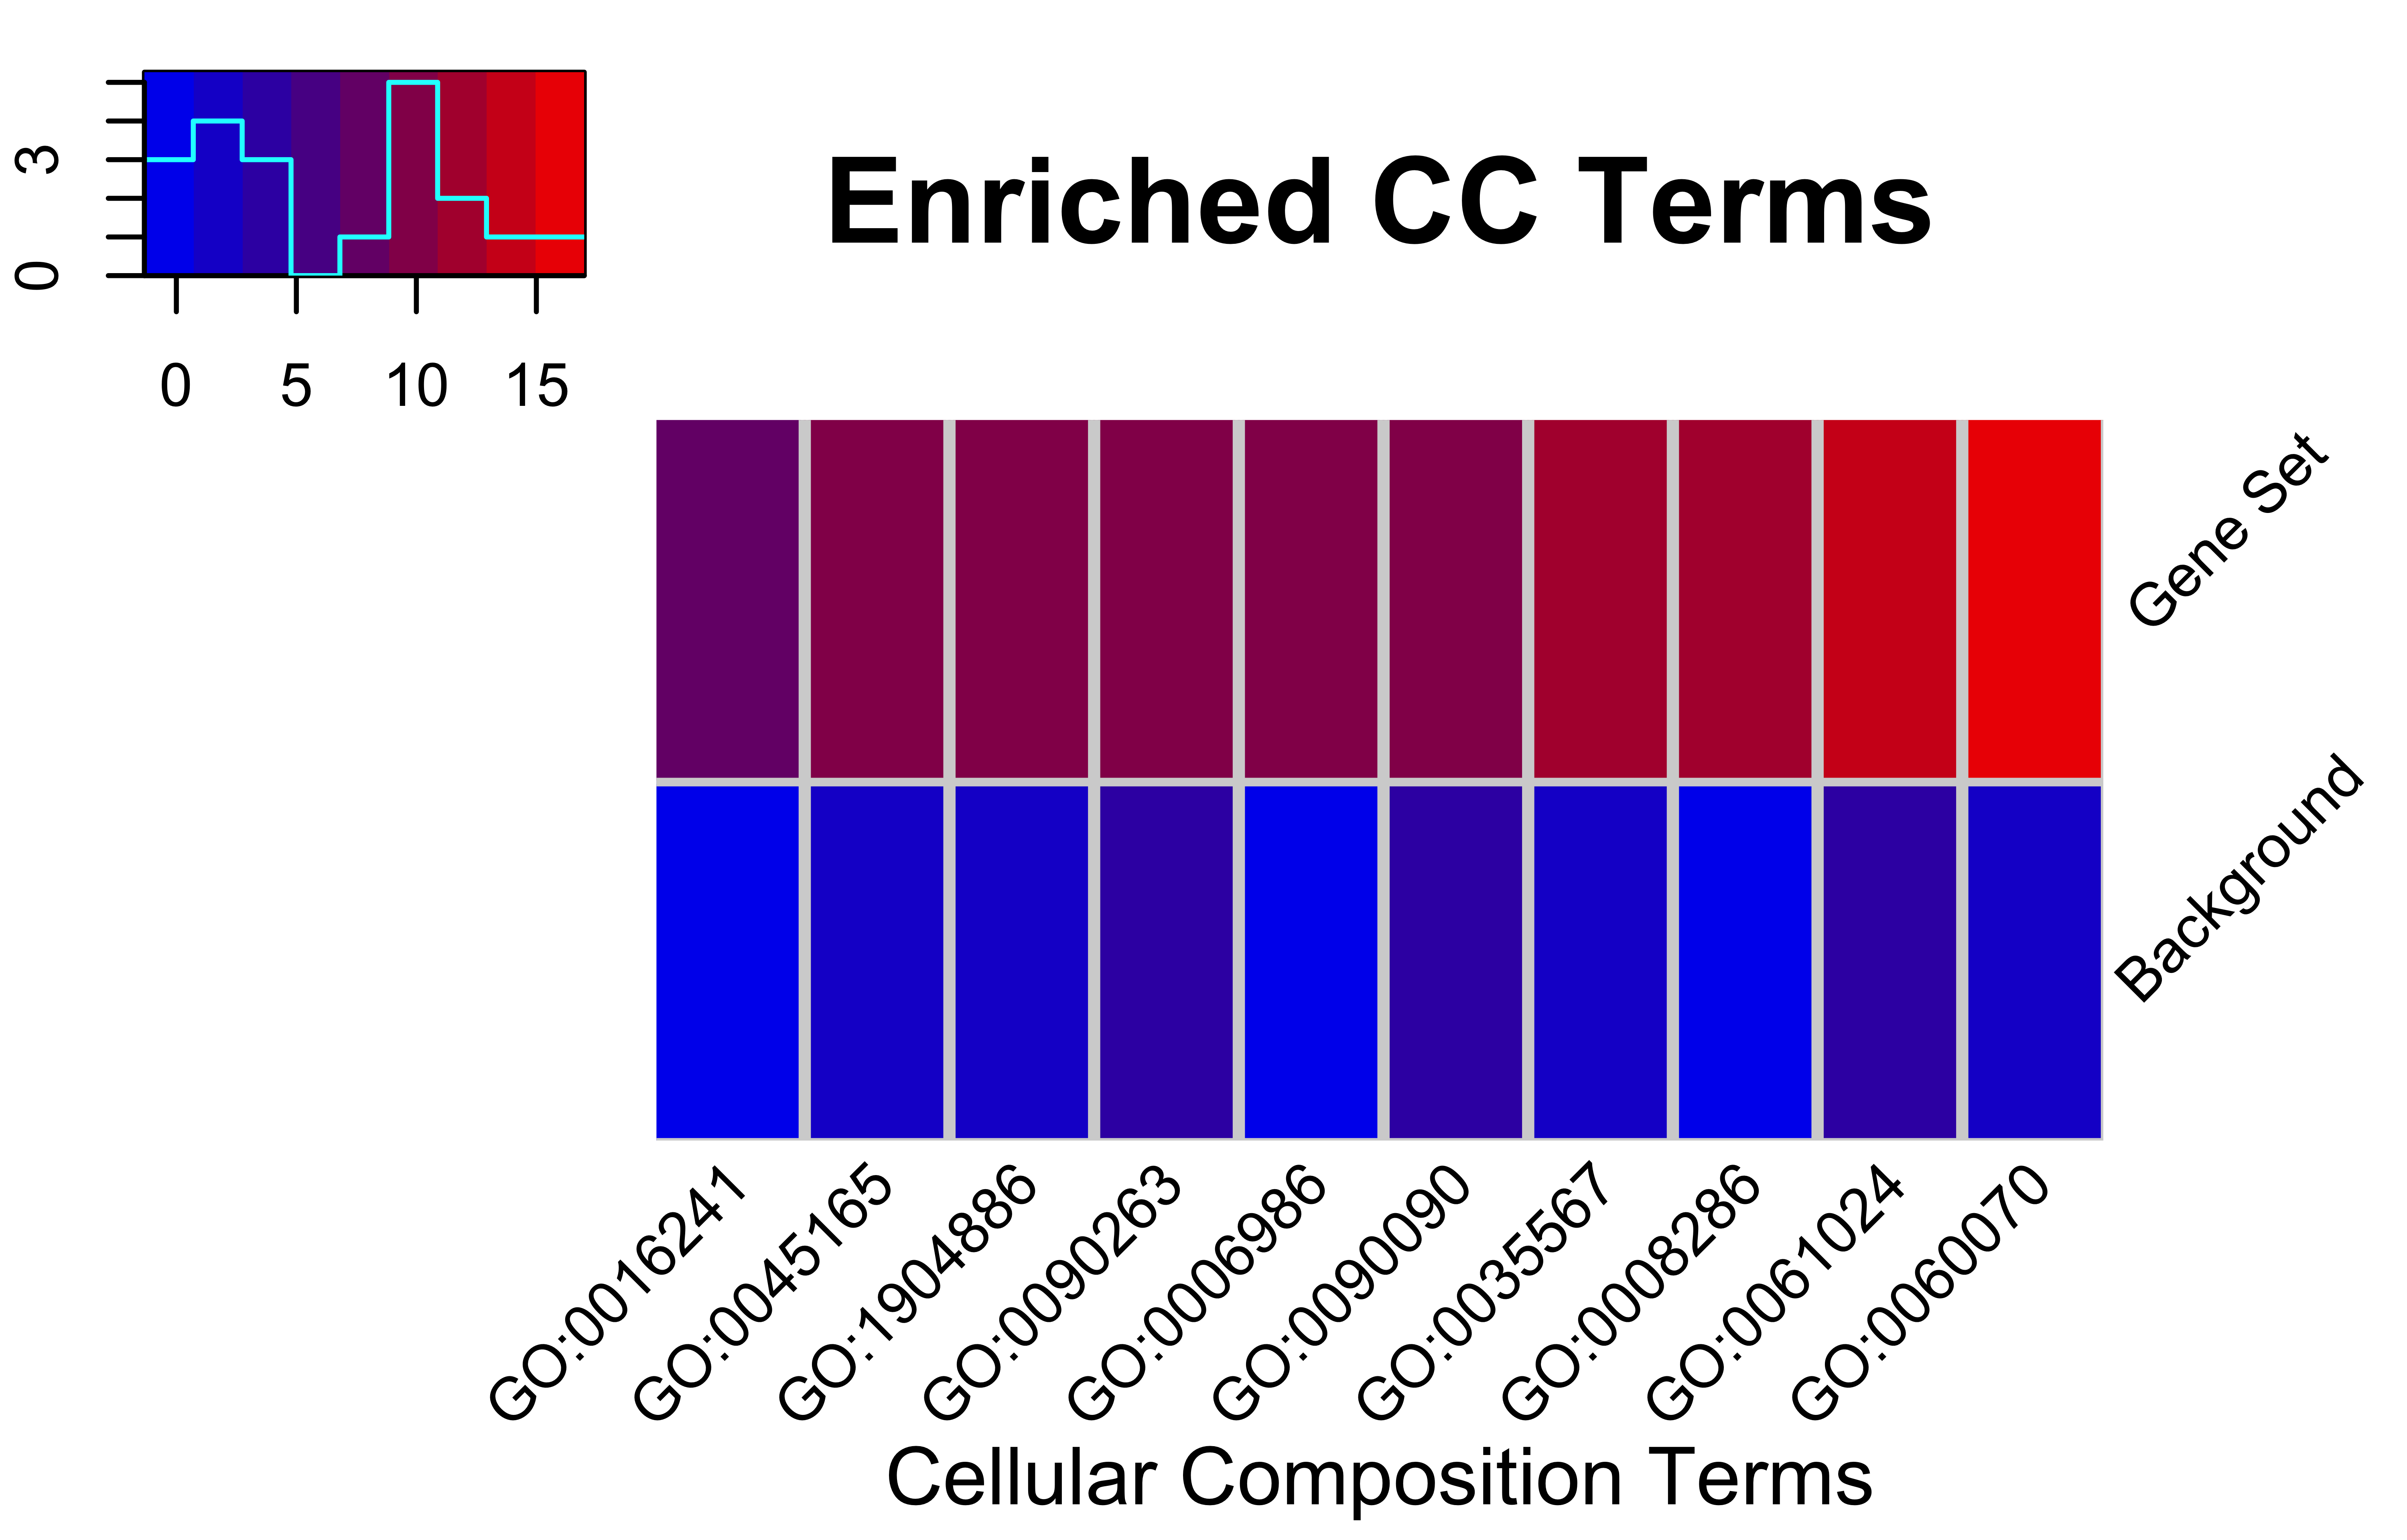 3
0
0 5 10 15
Enriched CC Terms
Gene Set
Background
GO:0016241
GO:0045165
GO:1904886
GO:0090263
GO:0006986
GO:0090090
GO:0035567
GO:0008286
GO:0061024
GO:0060070
Cellular Composition Terms